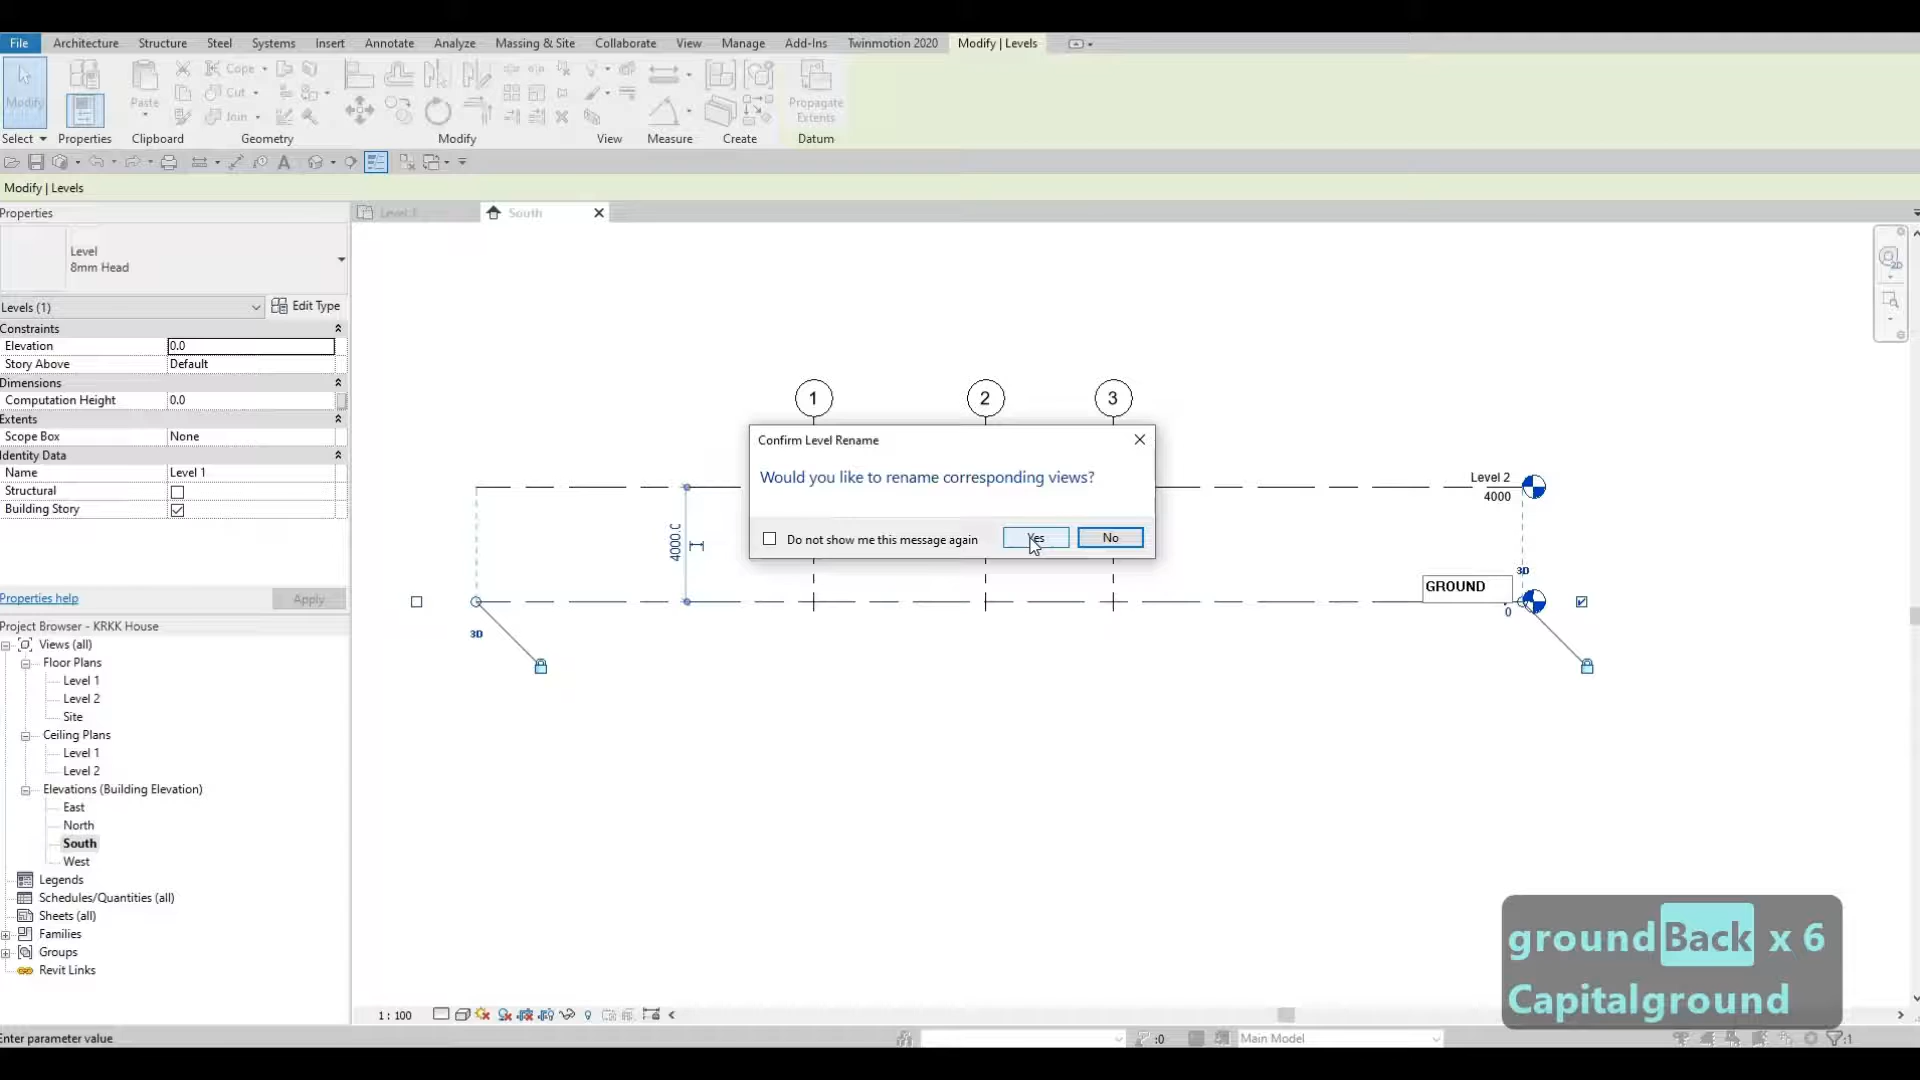 File Architecture Structure Steel Systems Insert Annotate Analyze Massing & Site Collaborate View Manage Add-Ins Twinmotion 2020 Modify | Levels
Modify Paste Cope Cut Join Propagate Extents
Select Properties Clipboard Geometry Modify View Measure Create Datum
Modify | Levels
Properties
Level 1
South
Level
8mm Head
Levels (1)
Edit Type
Constraints
Elevation 0.0
Story Above Default
Dimensions
Computation Height 0.0
Extents
Scope Box None
Identity Data
Name Level 1
Structural
Building Story
Properties help
Apply
Project Browser - KRKK House
Views (all)
Floor Plans
Level 1
Level 2
Site
Ceiling Plans
Level 1
Level 2
Elevations (Building Elevation)
East
North
South
West
Legends
Schedules/Quantities (all)
Sheets (all)
Families
Groups
Revit Links
1 2 3
Confirm Level Rename
Would you like to rename corresponding views?
Do not show me this message again
Yes
No
Level 2
4000
4000.0
3D
GROUND
0
3D
2D
groundBack x 6
Capitalground
1 : 100
Enter parameter value
:0
Main Model
:1